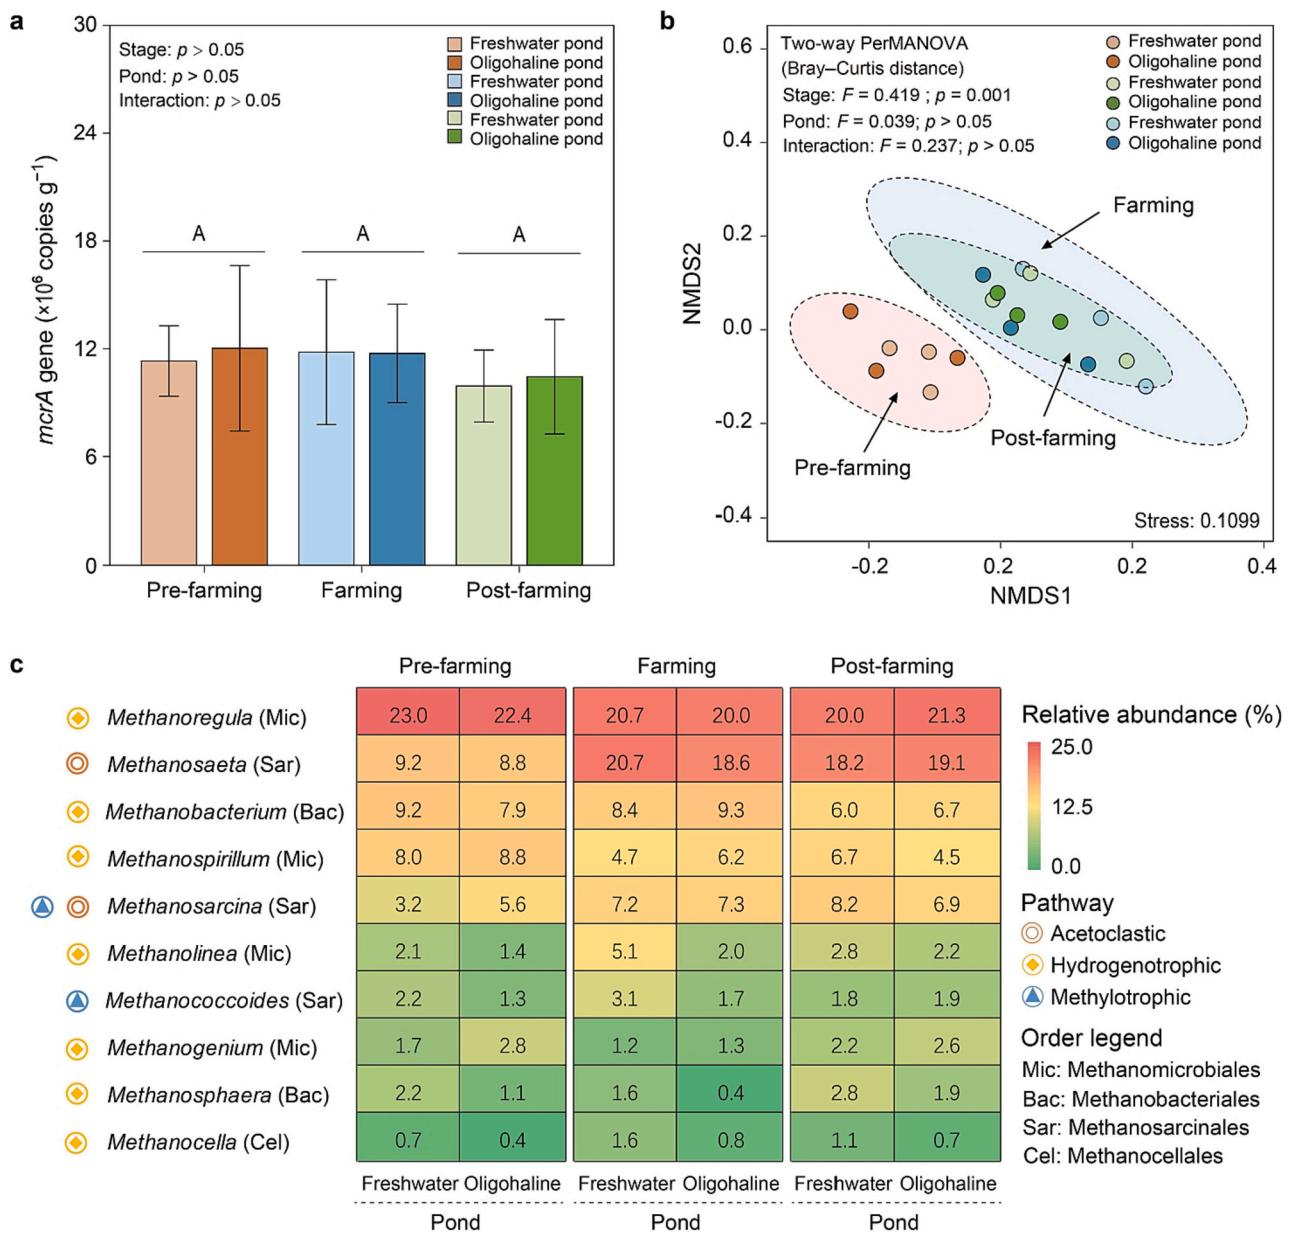 a
30
24
18
12
6
0
mcrA gene (×10⁶ copies g⁻¹)
Stage: p > 0.05
Pond: p > 0.05
Interaction: p > 0.05
Freshwater pond
Oligohaline pond
Freshwater pond
Oligohaline pond
Freshwater pond
Oligohaline pond
A A A
Pre-farming Farming Post-farming
b
0.6
0.4
0.2
0.0
-0.2
-0.4
NMDS2
Two-way PerMANOVA
(Bray–Curtis distance)
Stage: F = 0.419 ; p = 0.001
Pond: F = 0.039; p > 0.05
Interaction: F = 0.237; p > 0.05
Freshwater pond
Oligohaline pond
Freshwater pond
Oligohaline pond
Freshwater pond
Oligohaline pond
Farming
Post-farming
Pre-farming
Stress: 0.1099
-0.2 0.2 0.2 0.4
NMDS1
c
Pre-farming Farming Post-farming
Methanoregula (Mic) 23.0 22.4 20.7 20.0 20.0 21.3
Methanosaeta (Sar) 9.2 8.8 20.7 18.6 18.2 19.1
Methanobacterium (Bac) 9.2 7.9 8.4 9.3 6.0 6.7
Methanospirillum (Mic) 8.0 8.8 4.7 6.2 6.7 4.5
Methanosarcina (Sar) 3.2 5.6 7.2 7.3 8.2 6.9
Methanolinea (Mic) 2.1 1.4 5.1 2.0 2.8 2.2
Methanococcoides (Sar) 2.2 1.3 3.1 1.7 1.8 1.9
Methanogenium (Mic) 1.7 2.8 1.2 1.3 2.2 2.6
Methanosphaera (Bac) 2.2 1.1 1.6 0.4 2.8 1.9
Methanocella (Cel) 0.7 0.4 1.6 0.8 1.1 0.7
Freshwater Oligohaline Freshwater Oligohaline Freshwater Oligohaline
Pond Pond Pond
Relative abundance (%)
25.0
12.5
0.0
Pathway
Acetoclastic
Hydrogenotrophic
Methylotrophic
Order legend
Mic: Methanomicrobiales
Bac: Methanobacteriales
Sar: Methanosarcinales
Cel: Methanocellales